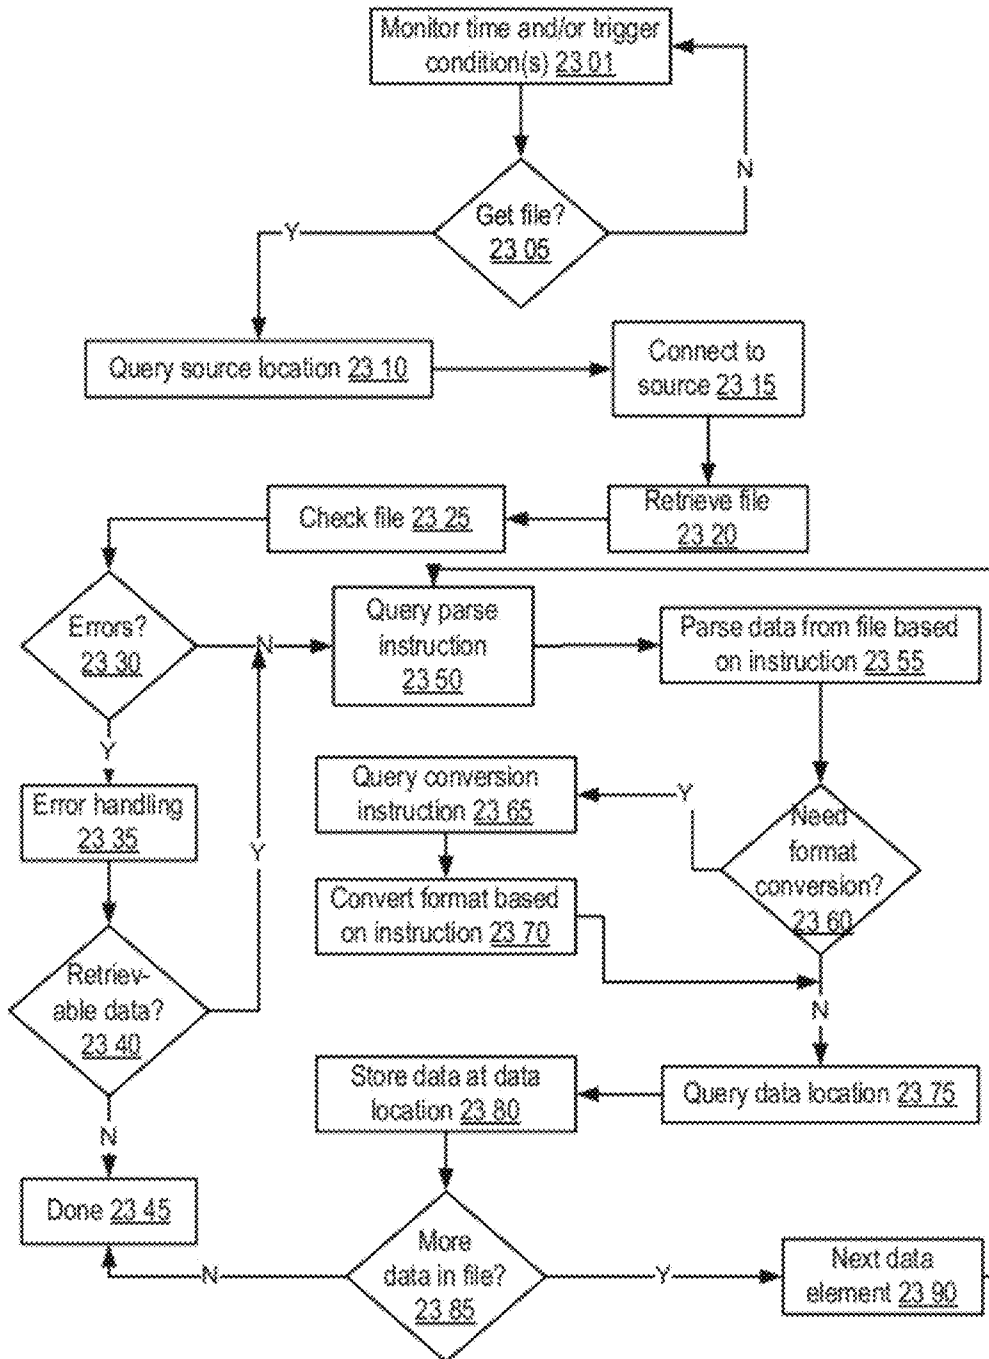 Monitor time and/or trigger
condition(s) 23.01
N
Get file?
23.05
Y
Query source location 23.10
Connect to
source 23.15
Check file 23.25
Retrieve file
23.20
Errors?
23.30
N
Query parse
instruction
23.50
Parse data from file based
on instruction 23.55
Y
Error handling
23.35
Y
Query conversion
instruction 23.65
Y
Need
format
conversion?
23.60
Convert format based
on instruction 23.70
Retriev-
able data?
23.40
N
Store data at data
location 23.80
Query data location 23.75
N
Done 23.45
More
data in file?
23.85
N
Y
Next data
element 23.90